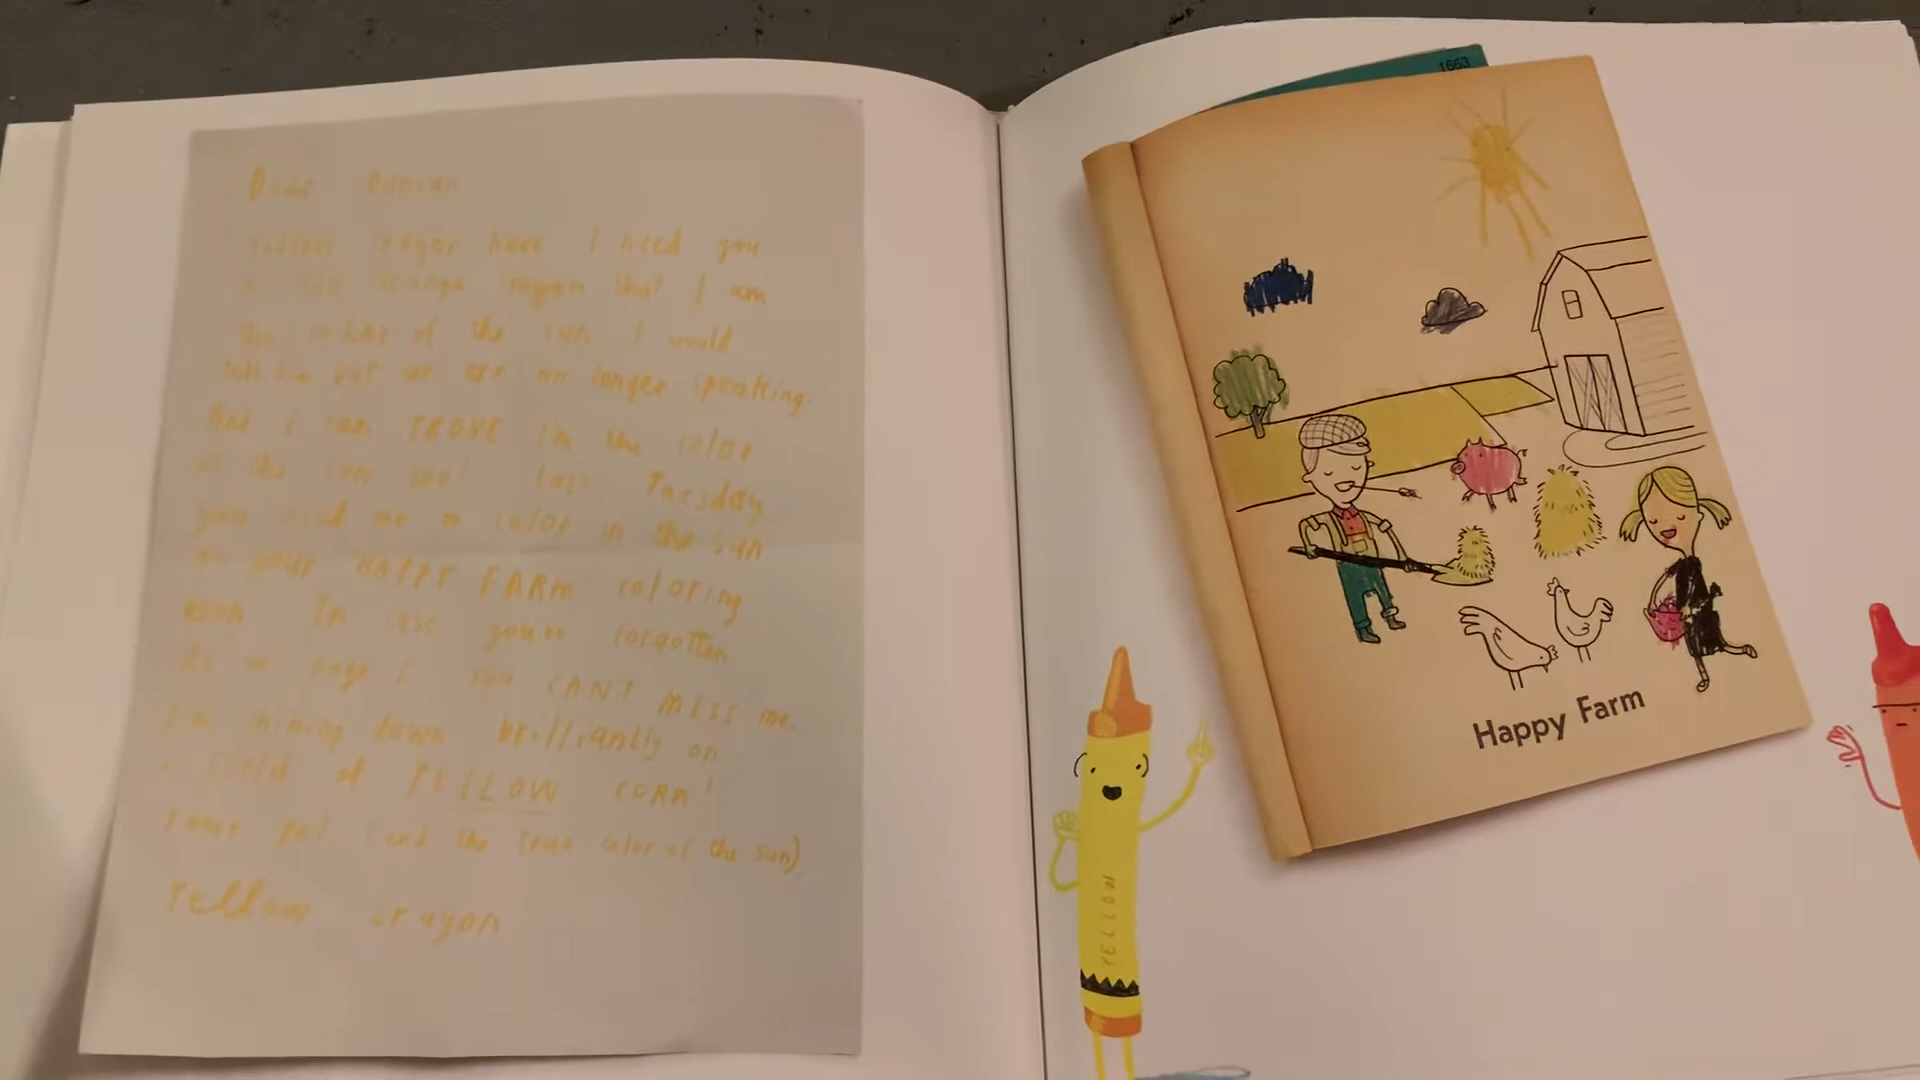 Dear Duncan
Yellow Crayon here. I need you
to tell orange crayon that I am
the color of the sun. I would
tell him but we are no longer speaking.
And I can PROVE I'm the color
of the sun too! Last Tuesday
you used me to color in the sun
in your "HAPPY FARM coloring
book. In case you've forgotten
it's on page 7. You CAN'T MISS me.
I'm shining down brilliantly on
a field of YELLOW CORN!
Your pal (and the true color of the sun)
Yellow crayon
1663
Happy Farm
YELLOW